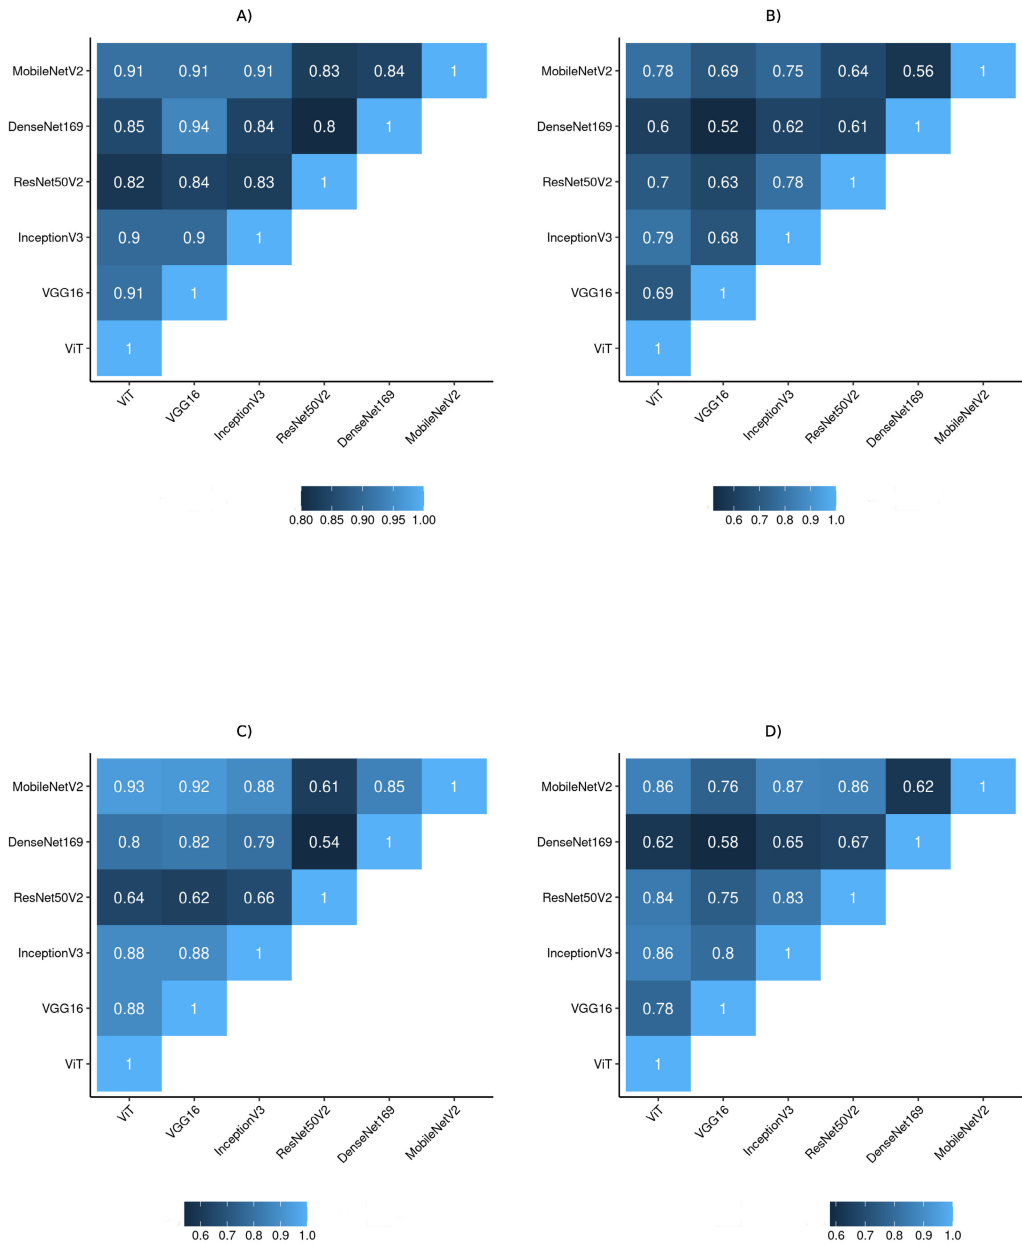 A)
MobileNetV2 0.91 0.91 0.91 0.83 0.84 1
DenseNet169 0.85 0.94 0.84 0.8 1
ResNet50V2 0.82 0.84 0.83 1
InceptionV3 0.9 0.9 1
VGG16 0.91 1
ViT 1
ViT VGG16 InceptionV3 ResNet50V2 DenseNet169 MobileNetV2
0.80 0.85 0.90 0.95 1.00
B)
MobileNetV2 0.78 0.69 0.75 0.64 0.56 1
DenseNet169 0.6 0.52 0.62 0.61 1
ResNet50V2 0.7 0.63 0.78 1
InceptionV3 0.79 0.68 1
VGG16 0.69 1
ViT 1
ViT VGG16 InceptionV3 ResNet50V2 DenseNet169 MobileNetV2
0.6 0.7 0.8 0.9 1.0
C)
MobileNetV2 0.93 0.92 0.88 0.61 0.85 1
DenseNet169 0.8 0.82 0.79 0.54 1
ResNet50V2 0.64 0.62 0.66 1
InceptionV3 0.88 0.88 1
VGG16 0.88 1
ViT 1
ViT VGG16 InceptionV3 ResNet50V2 DenseNet169 MobileNetV2
0.6 0.7 0.8 0.9 1.0
D)
MobileNetV2 0.86 0.76 0.87 0.86 0.62 1
DenseNet169 0.62 0.58 0.65 0.67 1
ResNet50V2 0.84 0.75 0.83 1
InceptionV3 0.86 0.8 1
VGG16 0.78 1
ViT 1
ViT VGG16 InceptionV3 ResNet50V2 DenseNet169 MobileNetV2
0.6 0.7 0.8 0.9 1.0